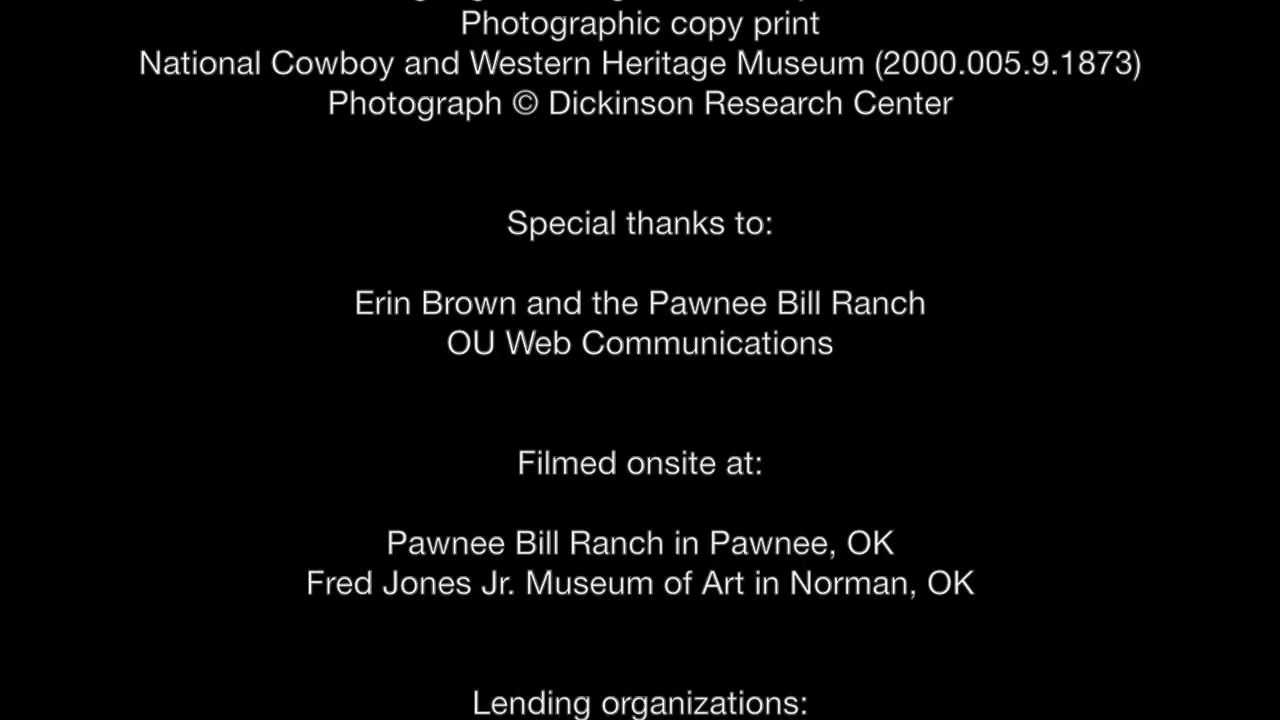 Photographic copy print
National Cowboy and Western Heritage Museum (2000.005.9.1873)
Photograph © Dickinson Research Center
Special thanks to:
Erin Brown and the Pawnee Bill Ranch
OU Web Communications
Filmed onsite at:
Pawnee Bill Ranch in Pawnee, OK
Fred Jones Jr. Museum of Art in Norman, OK
Lending organizations: